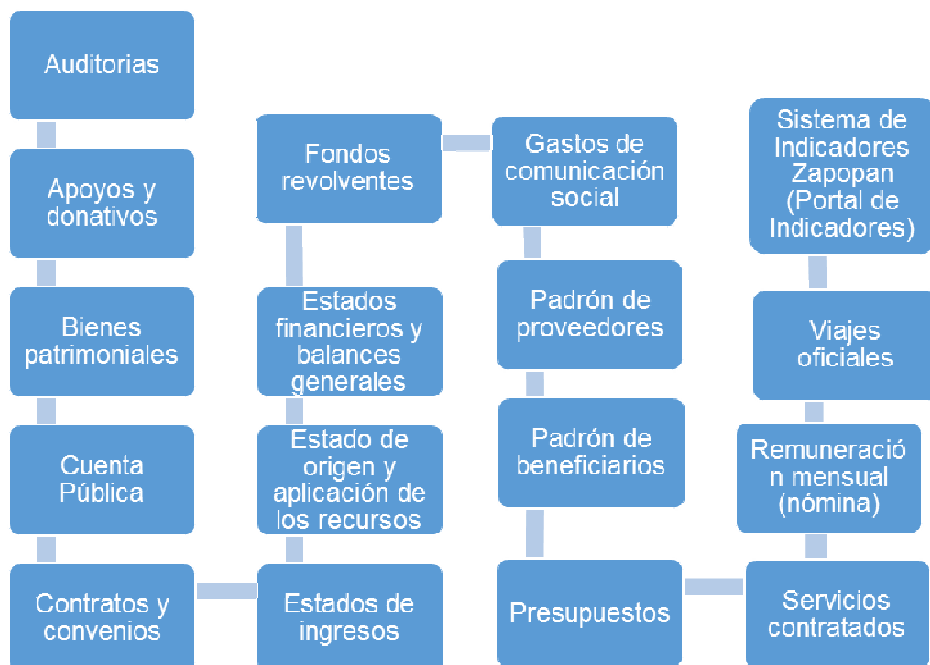 Auditorias
Apoyos y
donativos
Bienes
patrimoniales
Cuenta
Pública
Contratos y
convenios
Estados de
ingresos
Estado de
origen y
aplicación de
los recursos
Estados
financieros y
balances
generales
Fondos
revolventes
Gastos de
comunicación
social
Padrón de
proveedores
Padrón de
beneficiarios
Presupuestos
Servicios
contratados
Remuneració
n mensual
(nómina)
Viajes
oficiales
Sistema de
Indicadores
Zapopan
(Portal de
Indicadores)